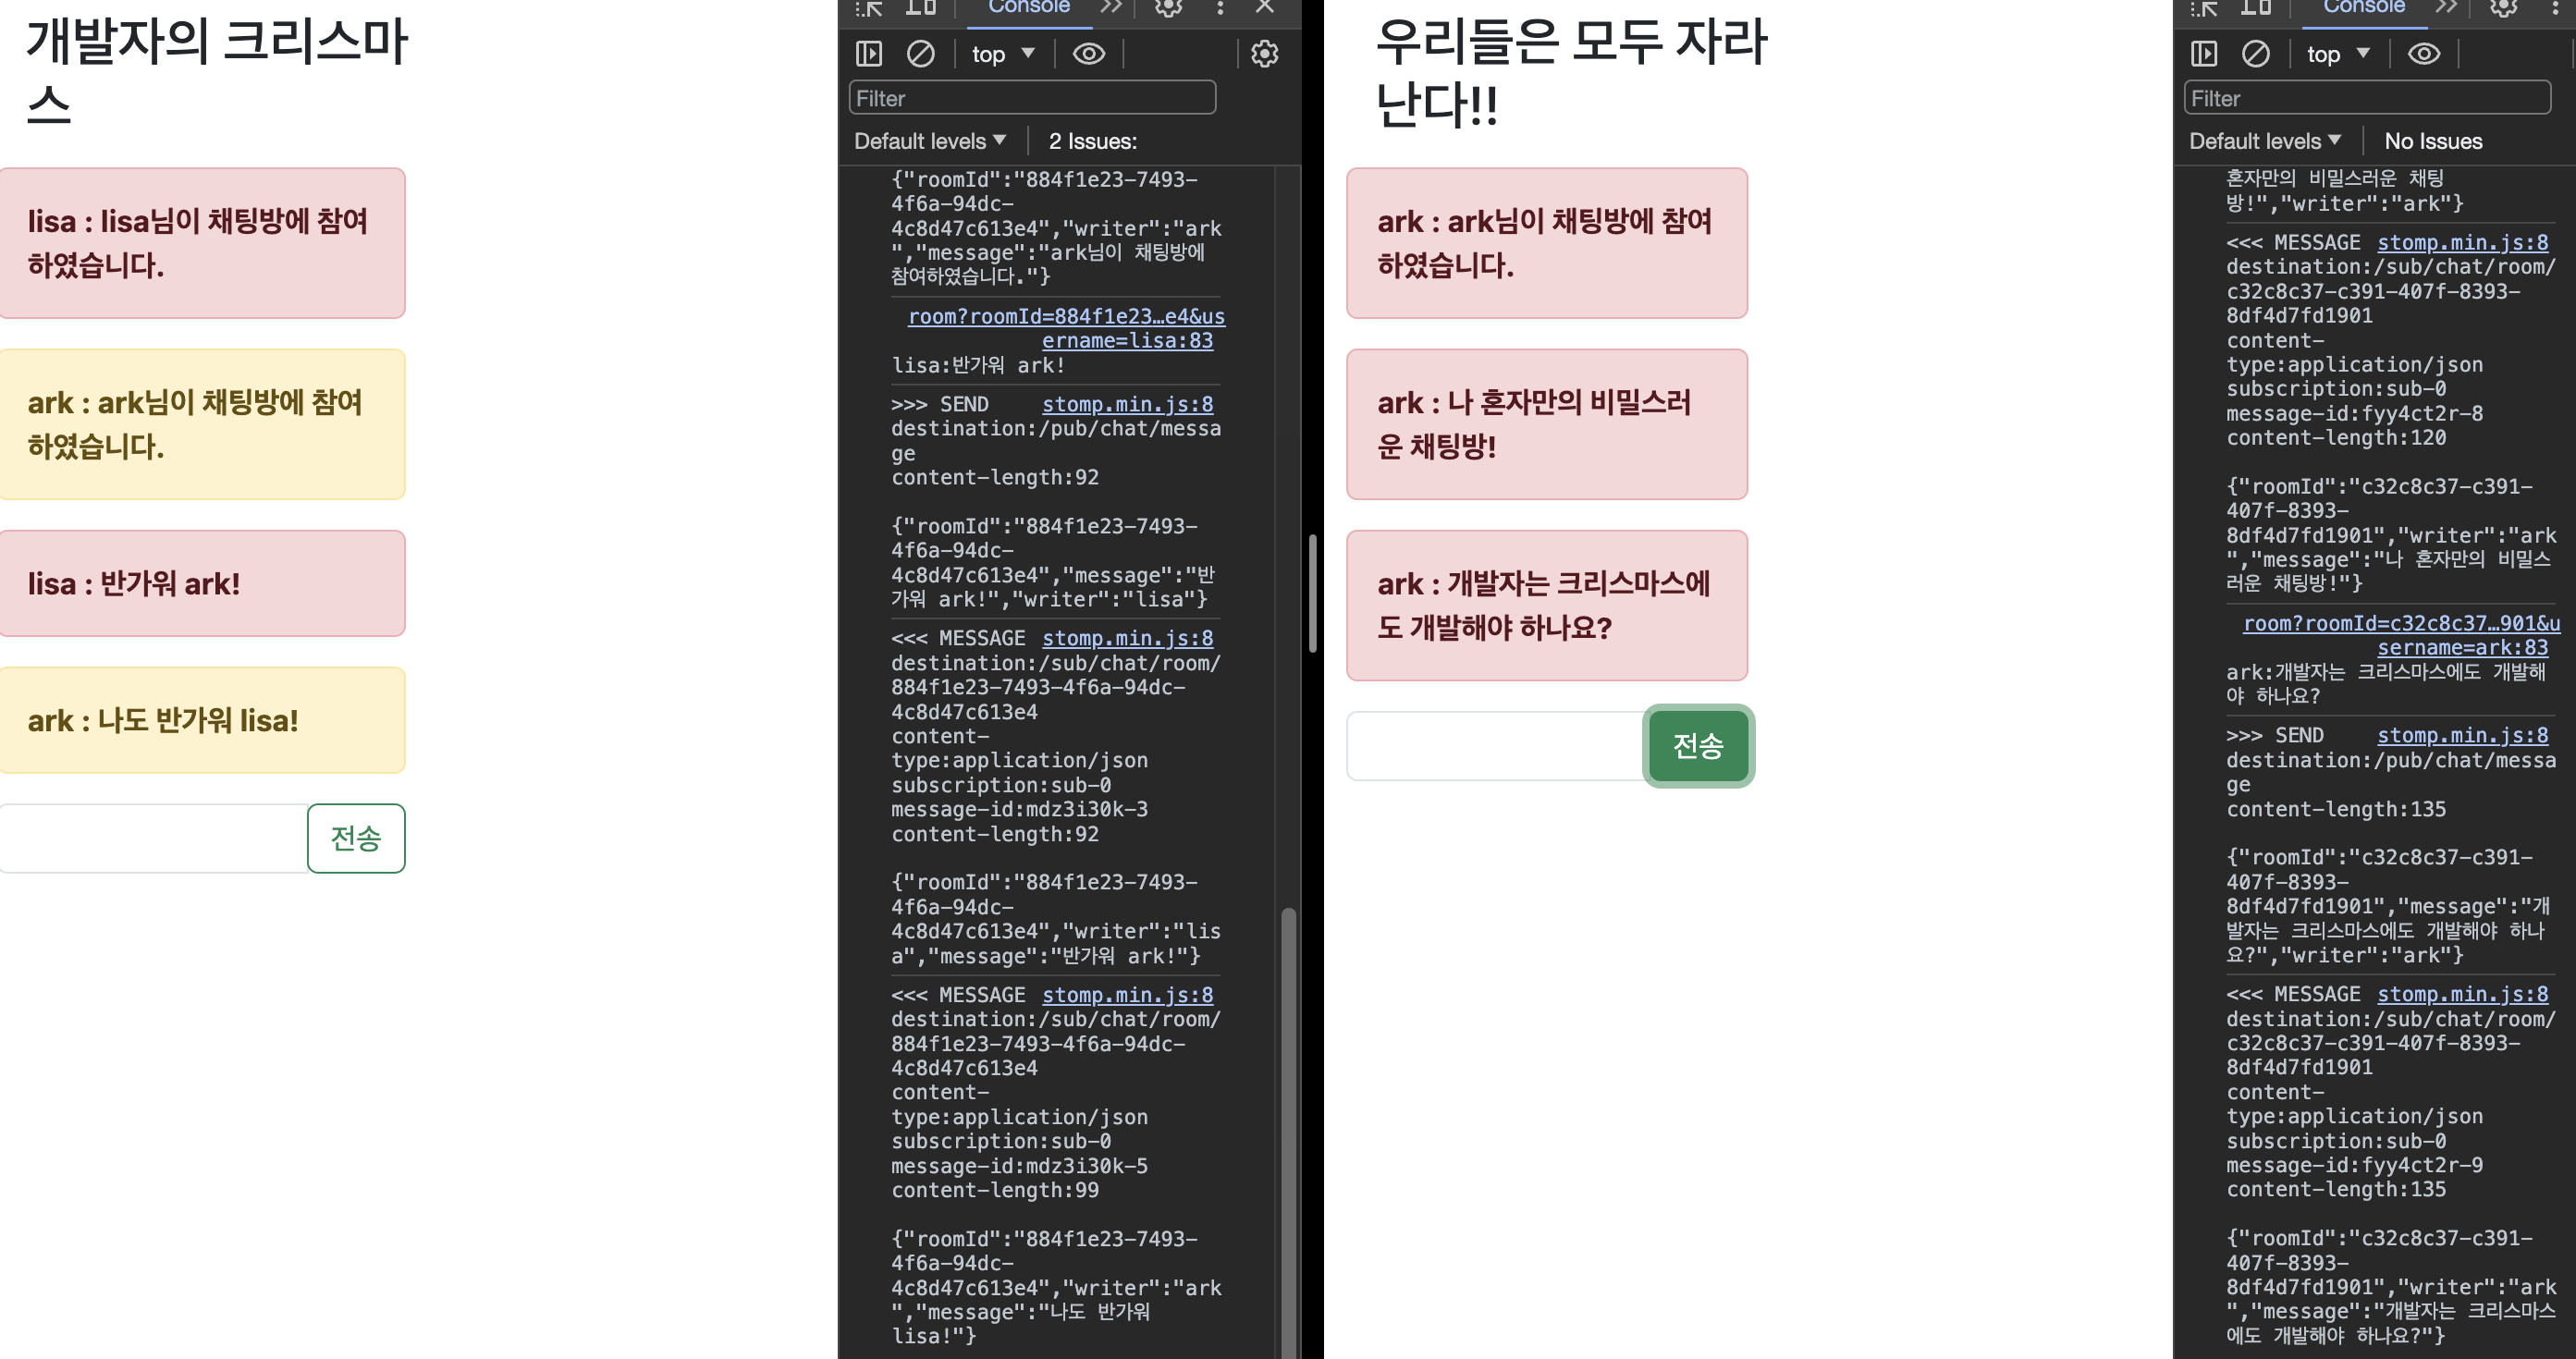 개발자의 크리스마
스
lisa : lisa님이 채팅방에 참여
하였습니다.
ark : ark님이 채팅방에 참여
하였습니다.
lisa : 반가워 ark!
ark : 나도 반가워 lisa!
전송
Console
top
Filter
Default levels
2 Issues:
{"roomId":"884f1e23-7493-
4f6a-94dc-
4c8d47c613e4","writer":"ark
","message":"ark님이 채팅방에
참여하였습니다."}
room?roomId=884f1e23…e4&us
ername=lisa:83
lisa:반가워 ark!
>>> SEND stomp.min.js:8
destination:/pub/chat/messa
ge
content-length:92
{"roomId":"884f1e23-7493-
4f6a-94dc-
4c8d47c613e4","message":"반
가워 ark!","writer":"lisa"}
<<< MESSAGE stomp.min.js:8
destination:/sub/chat/room/
884f1e23-7493-4f6a-94dc-
4c8d47c613e4
content-
type:application/json
subscription:sub-0
message-id:mdz3i30k-3
content-length:92
{"roomId":"884f1e23-7493-
4f6a-94dc-
4c8d47c613e4","writer":"lis
a","message":"반가워 ark!"}
<<< MESSAGE stomp.min.js:8
destination:/sub/chat/room/
884f1e23-7493-4f6a-94dc-
4c8d47c613e4
content-
type:application/json
subscription:sub-0
message-id:mdz3i30k-5
content-length:99
{"roomId":"884f1e23-7493-
4f6a-94dc-
4c8d47c613e4","writer":"ark
","message":"나도 반가워
lisa!"}
우리들은 모두 자라
난다!!
ark : ark님이 채팅방에 참여
하였습니다.
ark : 나 혼자만의 비밀스러
운 채팅방!
ark : 개발자는 크리스마스에
도 개발해야 하나요?
전송
Console
top
Filter
Default levels
No Issues
혼자만의 비밀스러운 채팅
방!","writer":"ark"}
<<< MESSAGE stomp.min.js:8
destination:/sub/chat/room/
c32c8c37-c391-407f-8393-
8df4d7fd1901
content-
type:application/json
subscription:sub-0
message-id:fyy4ct2r-8
content-length:120
{"roomId":"c32c8c37-c391-
407f-8393-
8df4d7fd1901","writer":"ark
","message":"나 혼자만의 비밀스
러운 채팅방!"}
room?roomId=c32c8c37…901&u
sername=ark:83
ark:개발자는 크리스마스에도 개발해
야 하나요?
>>> SEND stomp.min.js:8
destination:/pub/chat/messa
ge
content-length:135
{"roomId":"c32c8c37-c391-
407f-8393-
8df4d7fd1901","message":"개
발자는 크리스마스에도 개발해야 하나
요?","writer":"ark"}
<<< MESSAGE stomp.min.js:8
destination:/sub/chat/room/
c32c8c37-c391-407f-8393-
8df4d7fd1901
content-
type:application/json
subscription:sub-0
message-id:fyy4ct2r-9
content-length:135
{"roomId":"c32c8c37-c391-
407f-8393-
8df4d7fd1901","writer":"ark
","message":"개발자는 크리스마스
에도 개발해야 하나요?"}